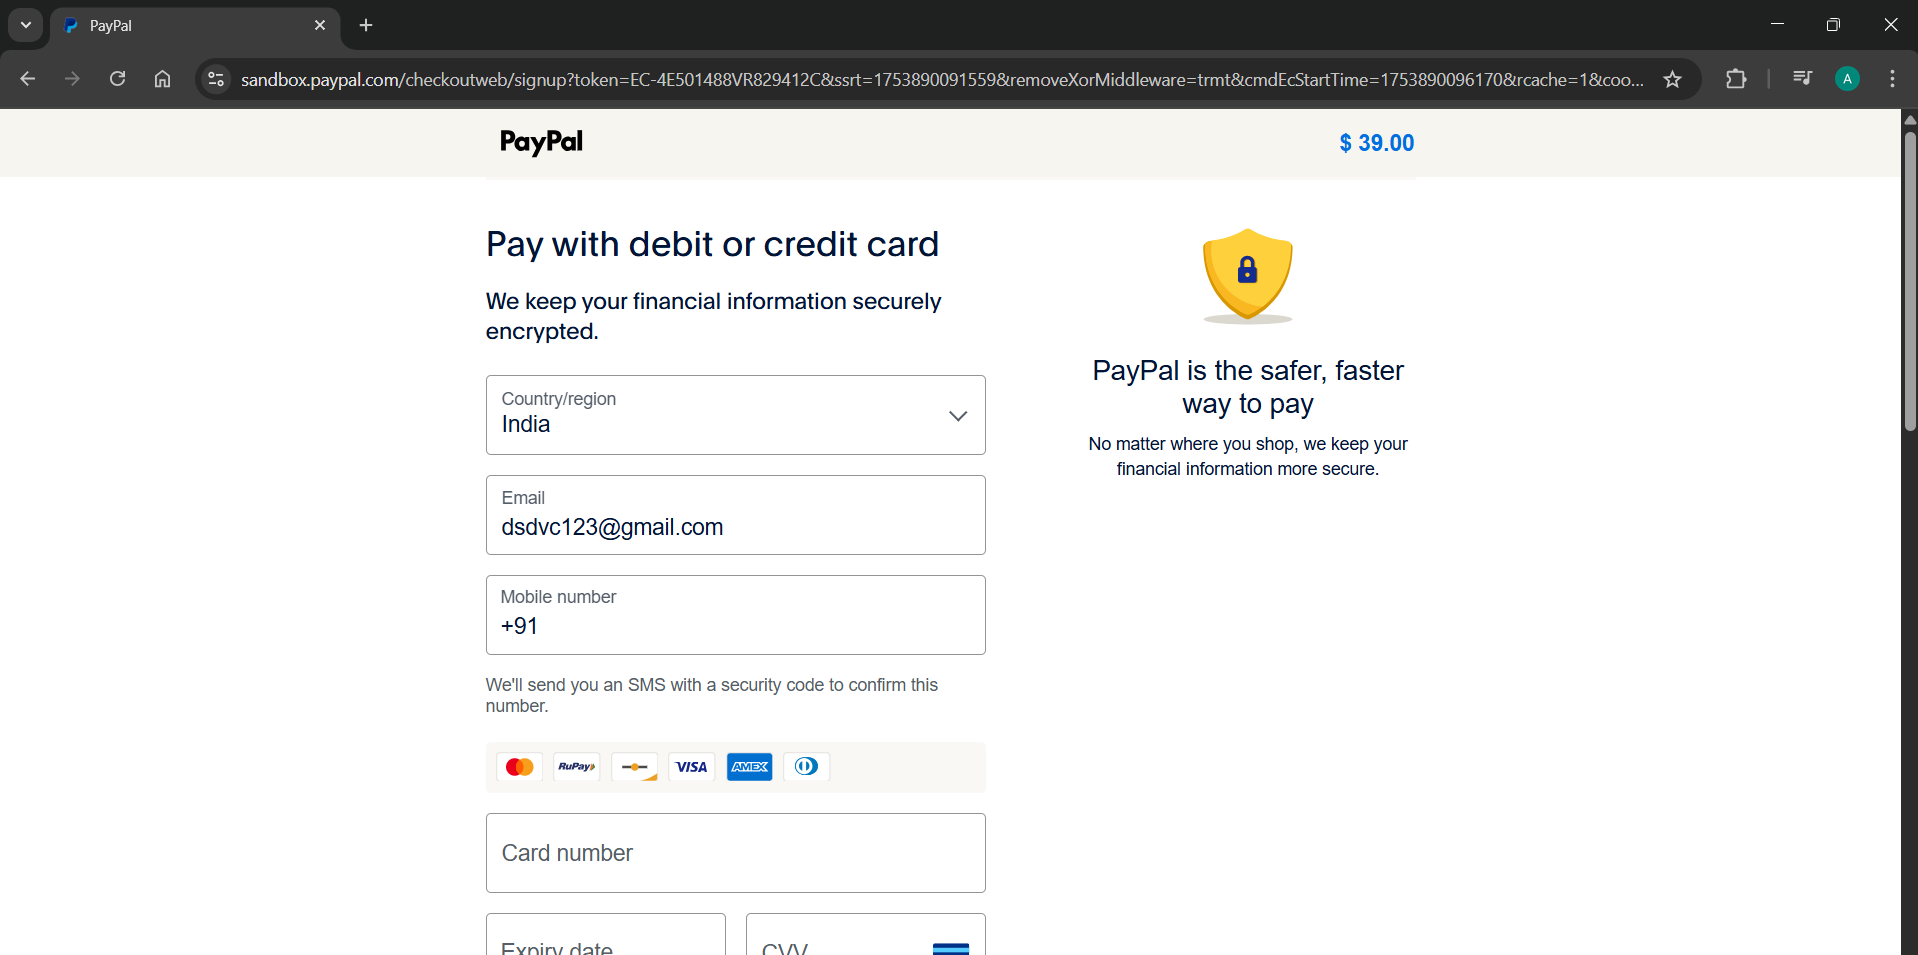 PayPal
sandbox.paypal.com/checkoutweb/signup?token=EC-4E501488VR829412C&ssrt=1753890091559&removeXorMiddleware=trmt&cmdEcStartTime=1753890096170&rcache=1&coo...
A
PayPal
$ 39.00
Pay with debit or credit card
We keep your financial information securely
encrypted.
Country/region
India
Email
dsdvc123@gmail.com
Mobile number
+91
We'll send you an SMS with a security code to confirm this
number.
RuPay
VISA
AMEX
Card number
Expiry date
CVV
PayPal is the safer, faster
way to pay
No matter where you shop, we keep your
financial information more secure.